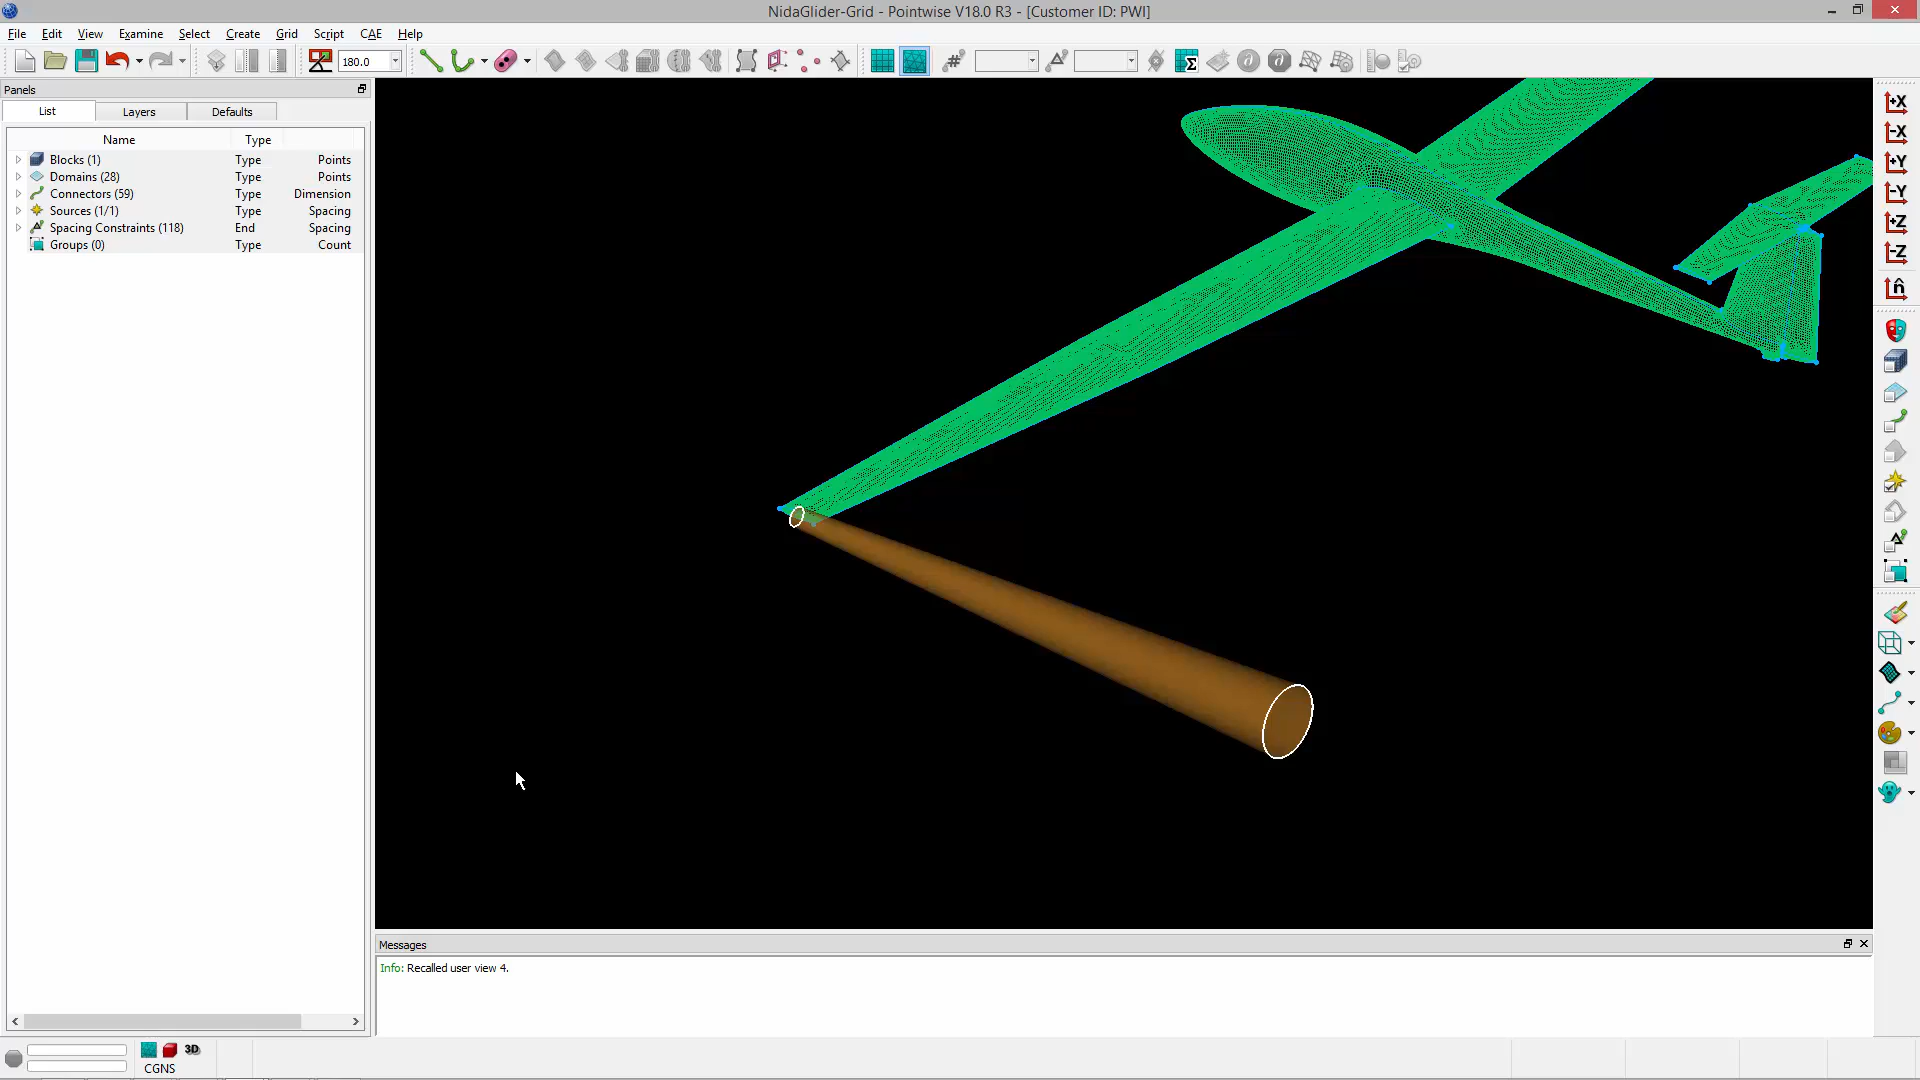 NidaGlider-Grid - Pointwise V18.0 R3 - [Customer ID: PWI]
File Edit View Examine Select Create Grid Script CAE Help
180.0
Panels
List Layers Defaults
Name Type
Blocks (1) Type Points
Domains (28) Type Points
Connectors (59) Type Dimension
Sources (1/1) Type Spacing
Spacing Constraints (118) End Spacing
Groups (0) Type Count
+X
-X
+Y
-Y
+Z
-Z
n̂
Messages
Info: Recalled user view 4.
3D
CGNS